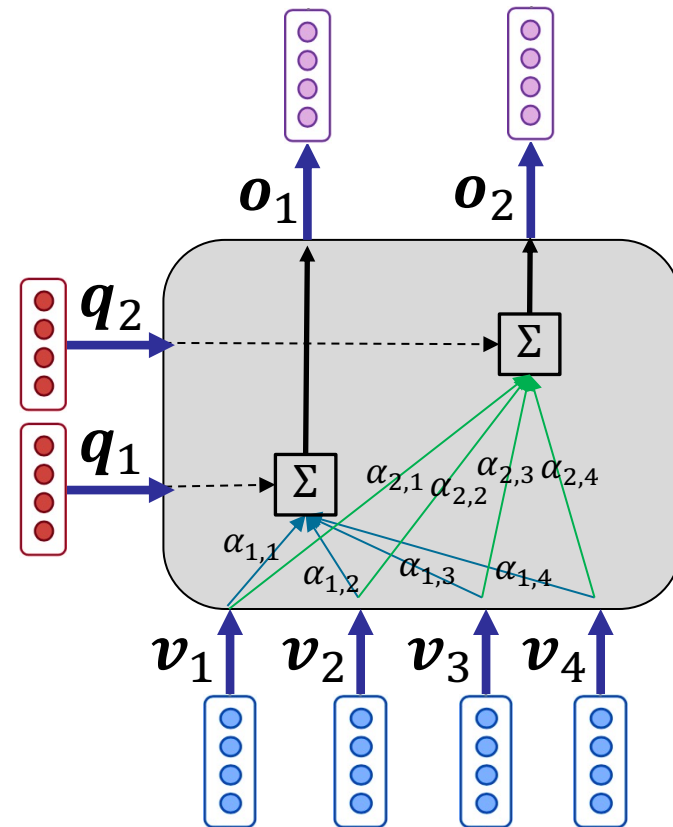 𝒐₁ 𝒐₂
𝒒₂
Σ
𝒒₁
Σ
α₂,₁ α₂,₂ α₂,₃ α₂,₄
α₁,₁ α₁,₂ α₁,₃ α₁,₄
𝒗₁ 𝒗₂ 𝒗₃ 𝒗₄